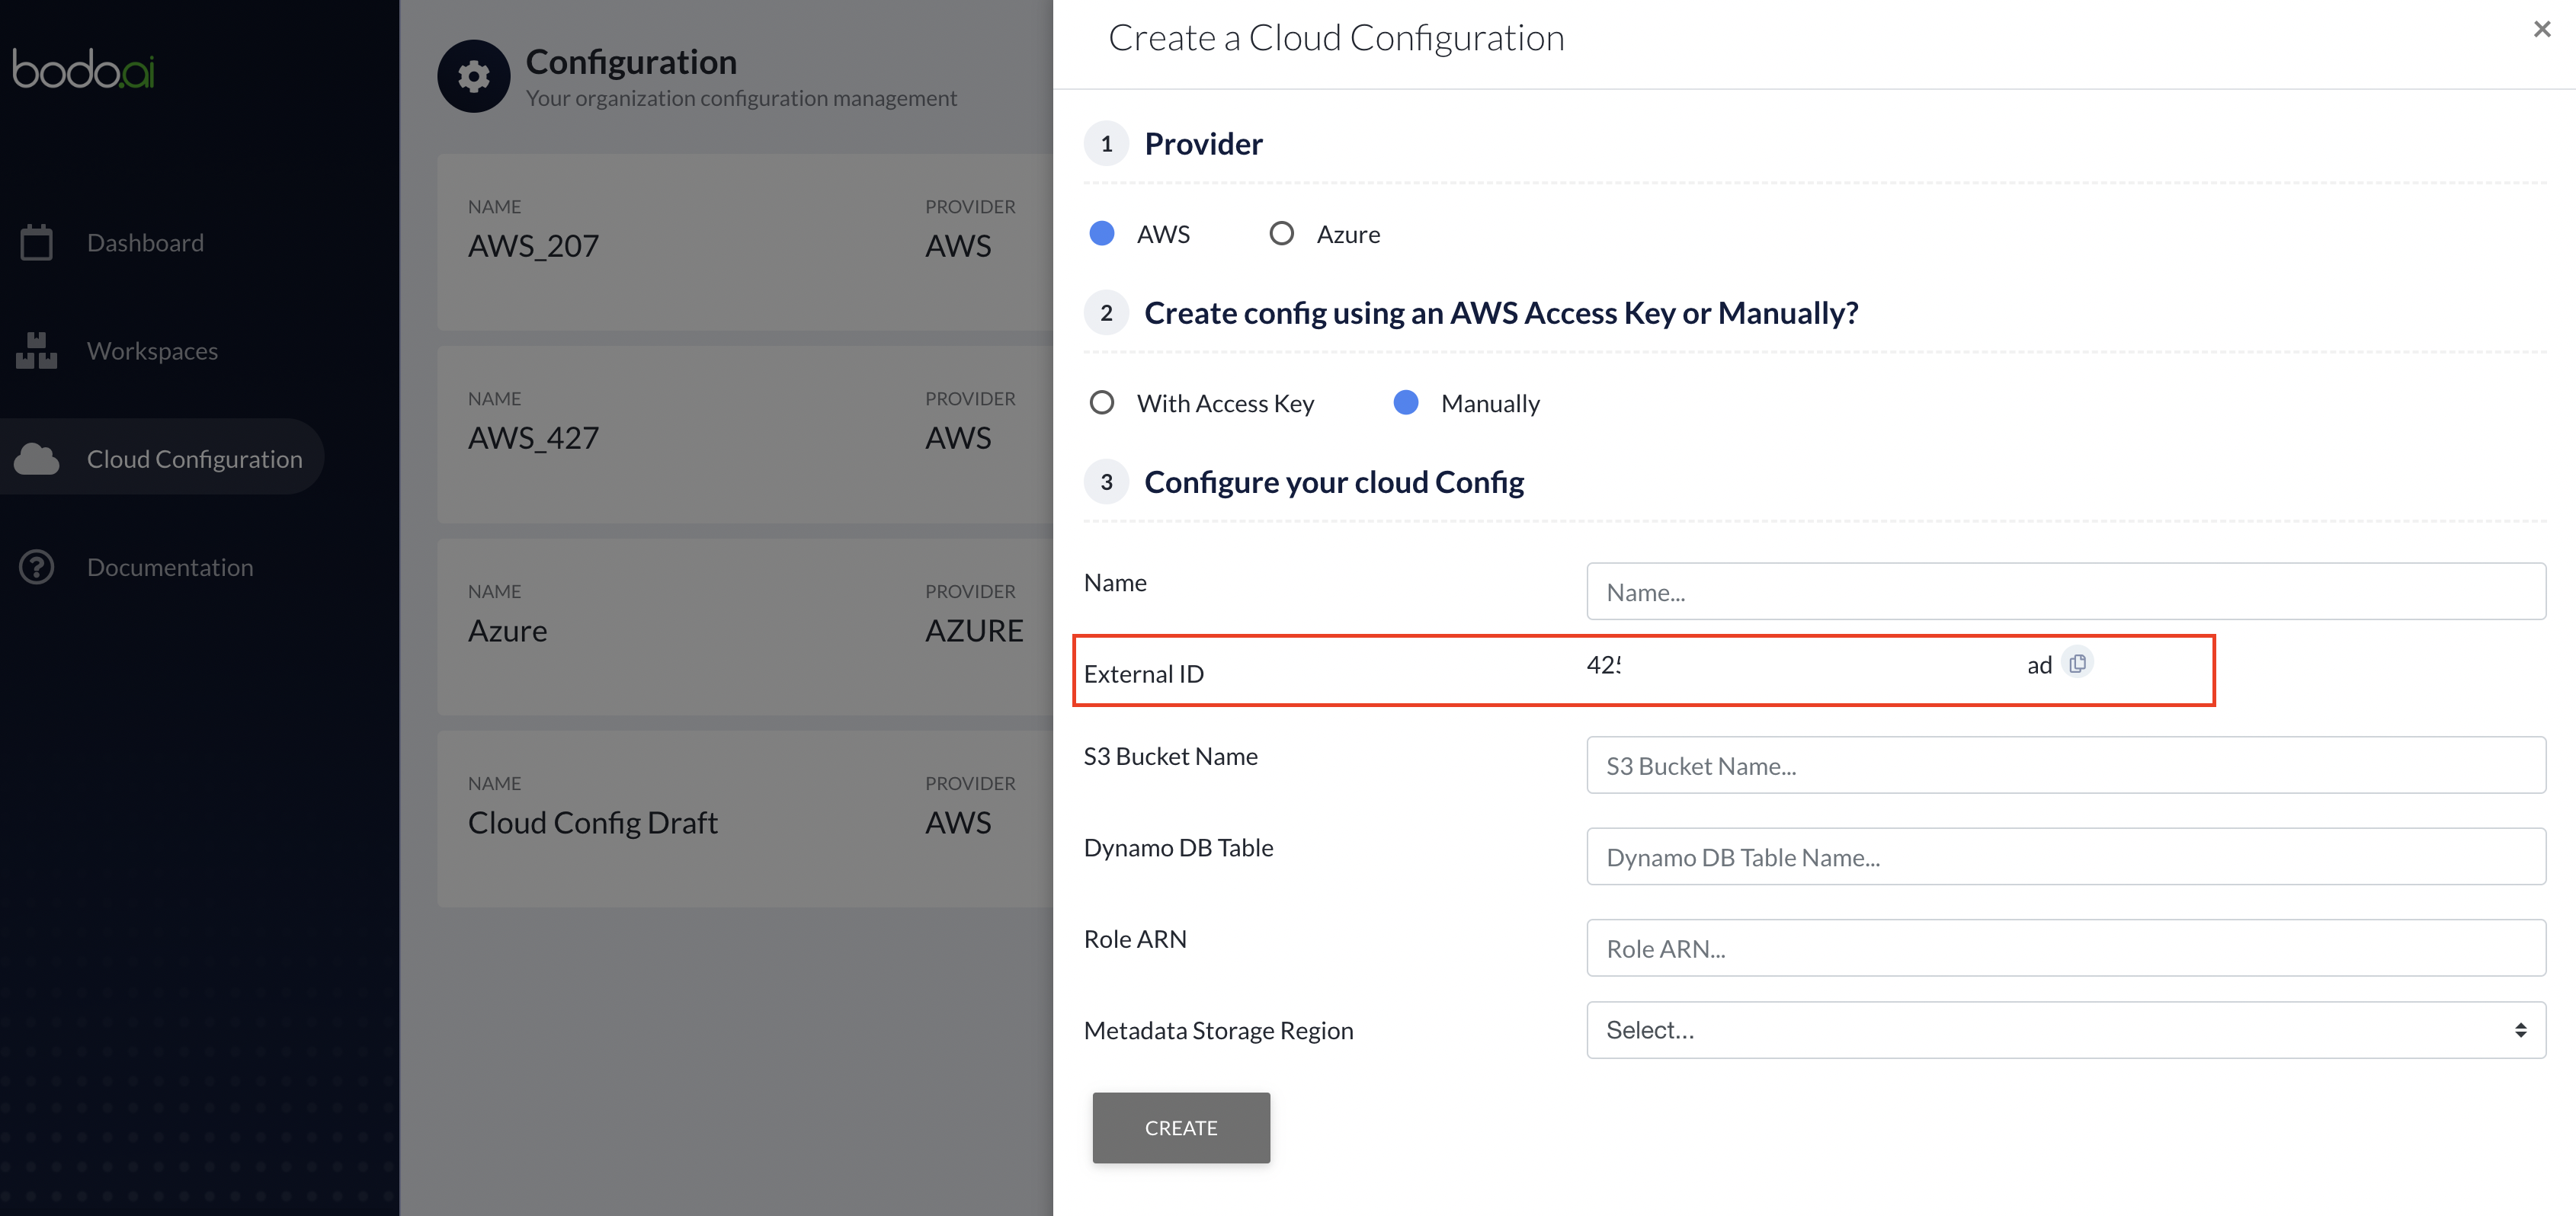 bodo.ai
Dashboard
Workspaces
Cloud Configuration
Documentation
Configuration
Your organization configuration management
NAME
PROVIDER
AWS_207
AWS
NAME
PROVIDER
AWS_427
AWS
NAME
PROVIDER
Azure
AZURE
NAME
PROVIDER
Cloud Config Draft
AWS
Create a Cloud Configuration
×
1 Provider
AWS
Azure
2 Create config using an AWS Access Key or Manually?
With Access Key
Manually
3 Configure your cloud Config
Name
Name...
External ID
ad
S3 Bucket Name
S3 Bucket Name...
Dynamo DB Table
Dynamo DB Table Name...
Role ARN
Role ARN...
Metadata Storage Region
Select...
CREATE